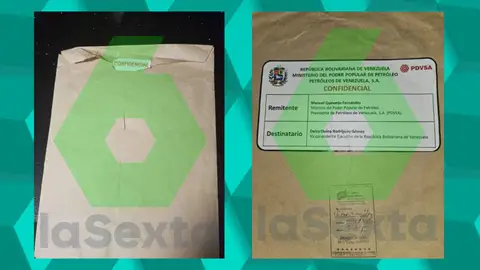 CONFIDENCIAL
laSexta
REPÚBLICA BOLIVARIANA DE VENEZUELA
MINISTERIO DEL PODER POPULAR DE PETRÓLEO
PETRÓLEOS DE VENEZUELA, S.A.
PDVSA
CONFIDENCIAL
Remitente
Manuel Quevedo Fernández
Ministro del Poder Popular de Petróleo
Presidente de Petróleos de Venezuela, S.A. (PDVSA)
Destinatario
Delcy Eloina Rodríguez Gómez
Vicepresidente Ejecutiva de la República Bolivariana de Venezuela
laSexta